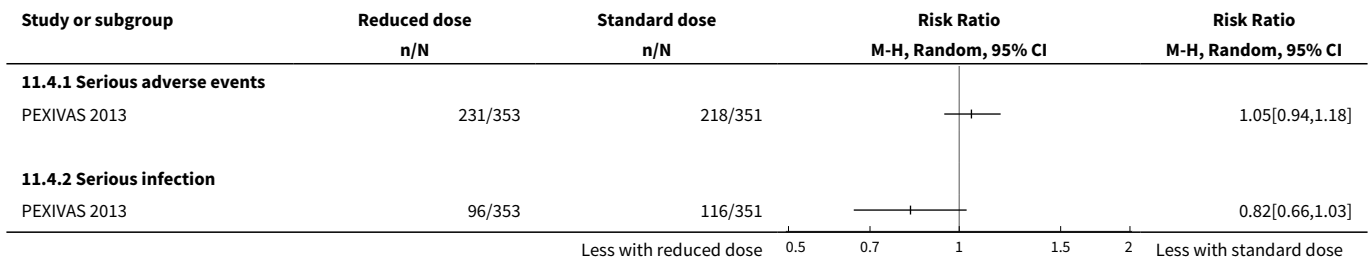 Study or subgroup Reduced dose Standard dose Risk Ratio Risk Ratio
n/N n/N M-H, Random, 95% CI M-H, Random, 95% CI
11.4.1 Serious adverse events
PEXIVAS 2013 231/353 218/351 1.05[0.94,1.18]
11.4.2 Serious infection
PEXIVAS 2013 96/353 116/351 0.82[0.66,1.03]
Less with reduced dose 0.5 0.7 1 1.5 2 Less with standard dose